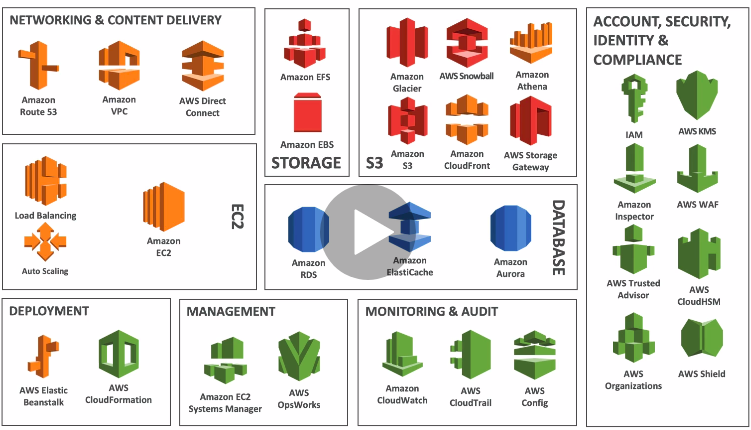 NETWORKING & CONTENT DELIVERY
Amazon
Route 53
Amazon
VPC
AWS Direct
Connect
Amazon EFS
Amazon EBS
STORAGE
Amazon
Glacier
AWS Snowball
Amazon
Athena
Amazon
S3
Amazon
CloudFront
AWS Storage
Gateway
S3
ACCOUNT, SECURITY,
IDENTITY &
COMPLIANCE
IAM
AWS KMS
Amazon
Inspector
AWS WAF
AWS Trusted
Advisor
AWS
CloudHSM
AWS
Organizations
AWS Shield
Load Balancing
Auto Scaling
Amazon
EC2
EC2
Amazon
RDS
Amazon
ElastiCache
Amazon
Aurora
DATABASE
DEPLOYMENT
AWS Elastic
Beanstalk
AWS
CloudFormation
MANAGEMENT
Amazon EC2
Systems Manager
AWS
OpsWorks
MONITORING & AUDIT
Amazon
CloudWatch
AWS
CloudTrail
AWS
Config